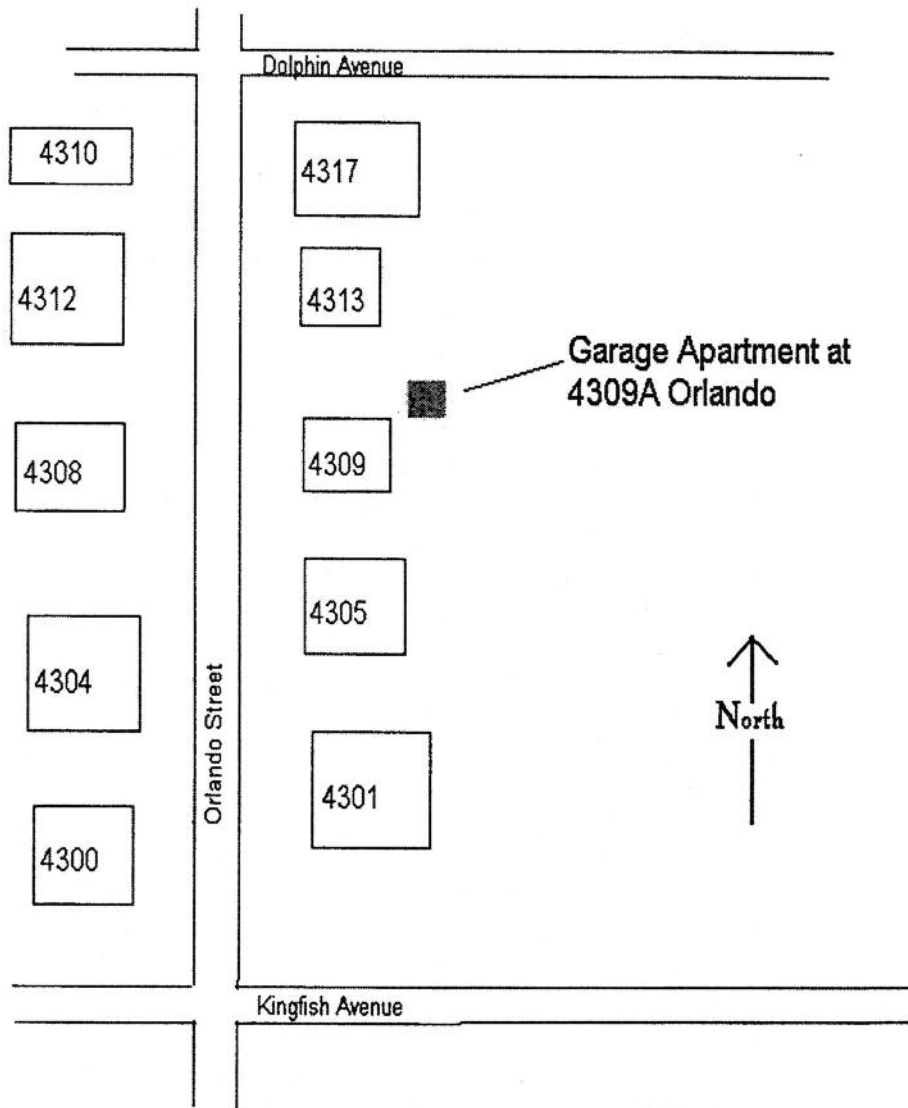 Dolphin Avenue
4310
4317
4312
4313
Garage Apartment at
4309A Orlando
4308
4309
4305
4304
Orlando Street
North
4301
4300
Kingfish Avenue